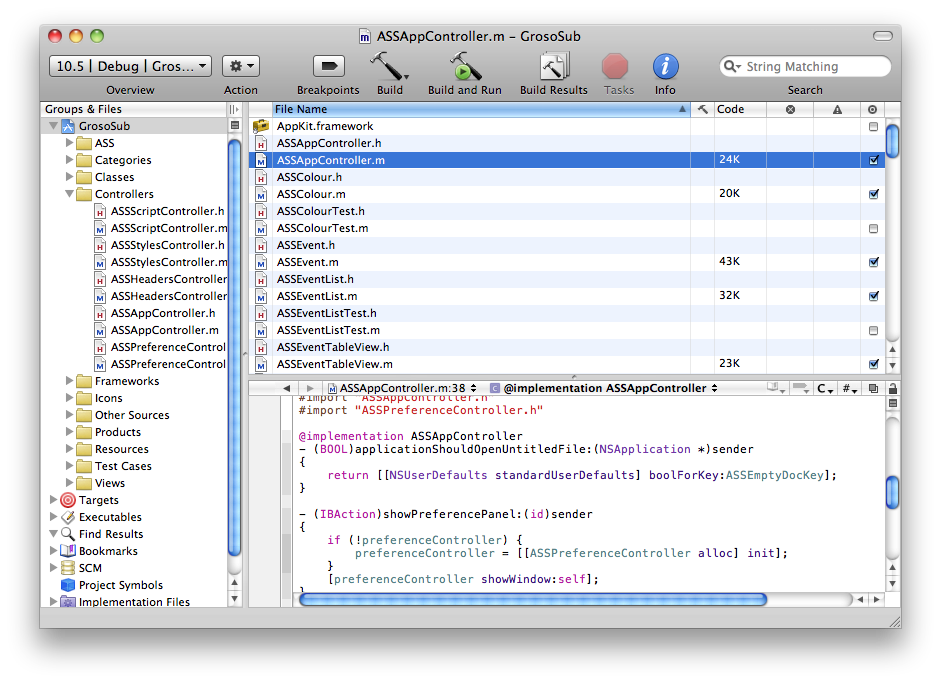 ASSAppController.m – GrosoSub
10.5 | Debug | Gros...
Overview
Action
Breakpoints
Build
Build and Run
Build Results
Tasks
Info
String Matching
Search
Groups & Files
GrosoSub
ASS
Categories
Classes
Controllers
ASSScriptController.h
ASSScriptController.m
ASSStylesController.h
ASSStylesController.m
ASSHeadersController
ASSHeadersController
ASSAppController.h
ASSAppController.m
ASSPreferenceControl
ASSPreferenceControl
Frameworks
Icons
Other Sources
Products
Resources
Test Cases
Views
Targets
Executables
Find Results
Bookmarks
SCM
Project Symbols
Implementation Files
File Name Code
AppKit.framework
ASSAppController.h
ASSAppController.m 24K
ASSColour.h
ASSColour.m 20K
ASSColourTest.h
ASSColourTest.m
ASSEvent.h
ASSEvent.m 43K
ASSEventList.h
ASSEventList.m 32K
ASSEventListTest.h
ASSEventListTest.m
ASSEventTableView.h
ASSEventTableView.m 23K
ASSAppController.m:38 C @implementation ASSAppController C #
#import "ASSAppController.h"
#import "ASSPreferenceController.h"
@implementation ASSAppController
- (BOOL)applicationShouldOpenUntitledFile:(NSApplication *)sender
{
return [[NSUserDefaults standardUserDefaults] boolForKey:ASSEmptyDocKey];
}
- (IBAction)showPreferencePanel:(id)sender
{
if (!preferenceController) {
preferenceController = [[ASSPreferenceController alloc] init];
}
[preferenceController showWindow:self];
}